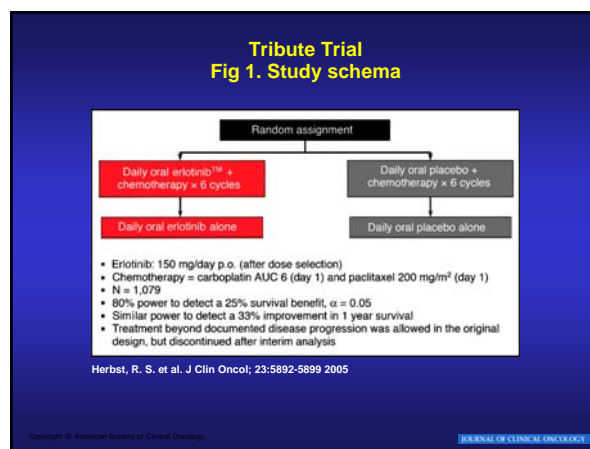 Tribute Trial
Fig 1. Study schema
Random assignment
Daily oral erlotinib™ +
chemotherapy × 6 cycles
Daily oral placebo +
chemotherapy × 6 cycles
Daily oral erlotinib alone
Daily oral placebo alone
• Erlotinib: 150 mg/day p.o. (after dose selection)
• Chemotherapy = carboplatin AUC 6 (day 1) and paclitaxel 200 mg/m² (day 1)
• N = 1,079
• 80% power to detect a 25% survival benefit, α = 0.05
• Similar power to detect a 33% improvement in 1 year survival
• Treatment beyond documented disease progression was allowed in the original
design, but discontinued after interim analysis
Herbst, R. S. et al. J Clin Oncol; 23:5892-5899 2005
Copyright © American Society of Clinical Oncology
JOURNAL OF CLINICAL ONCOLOGY